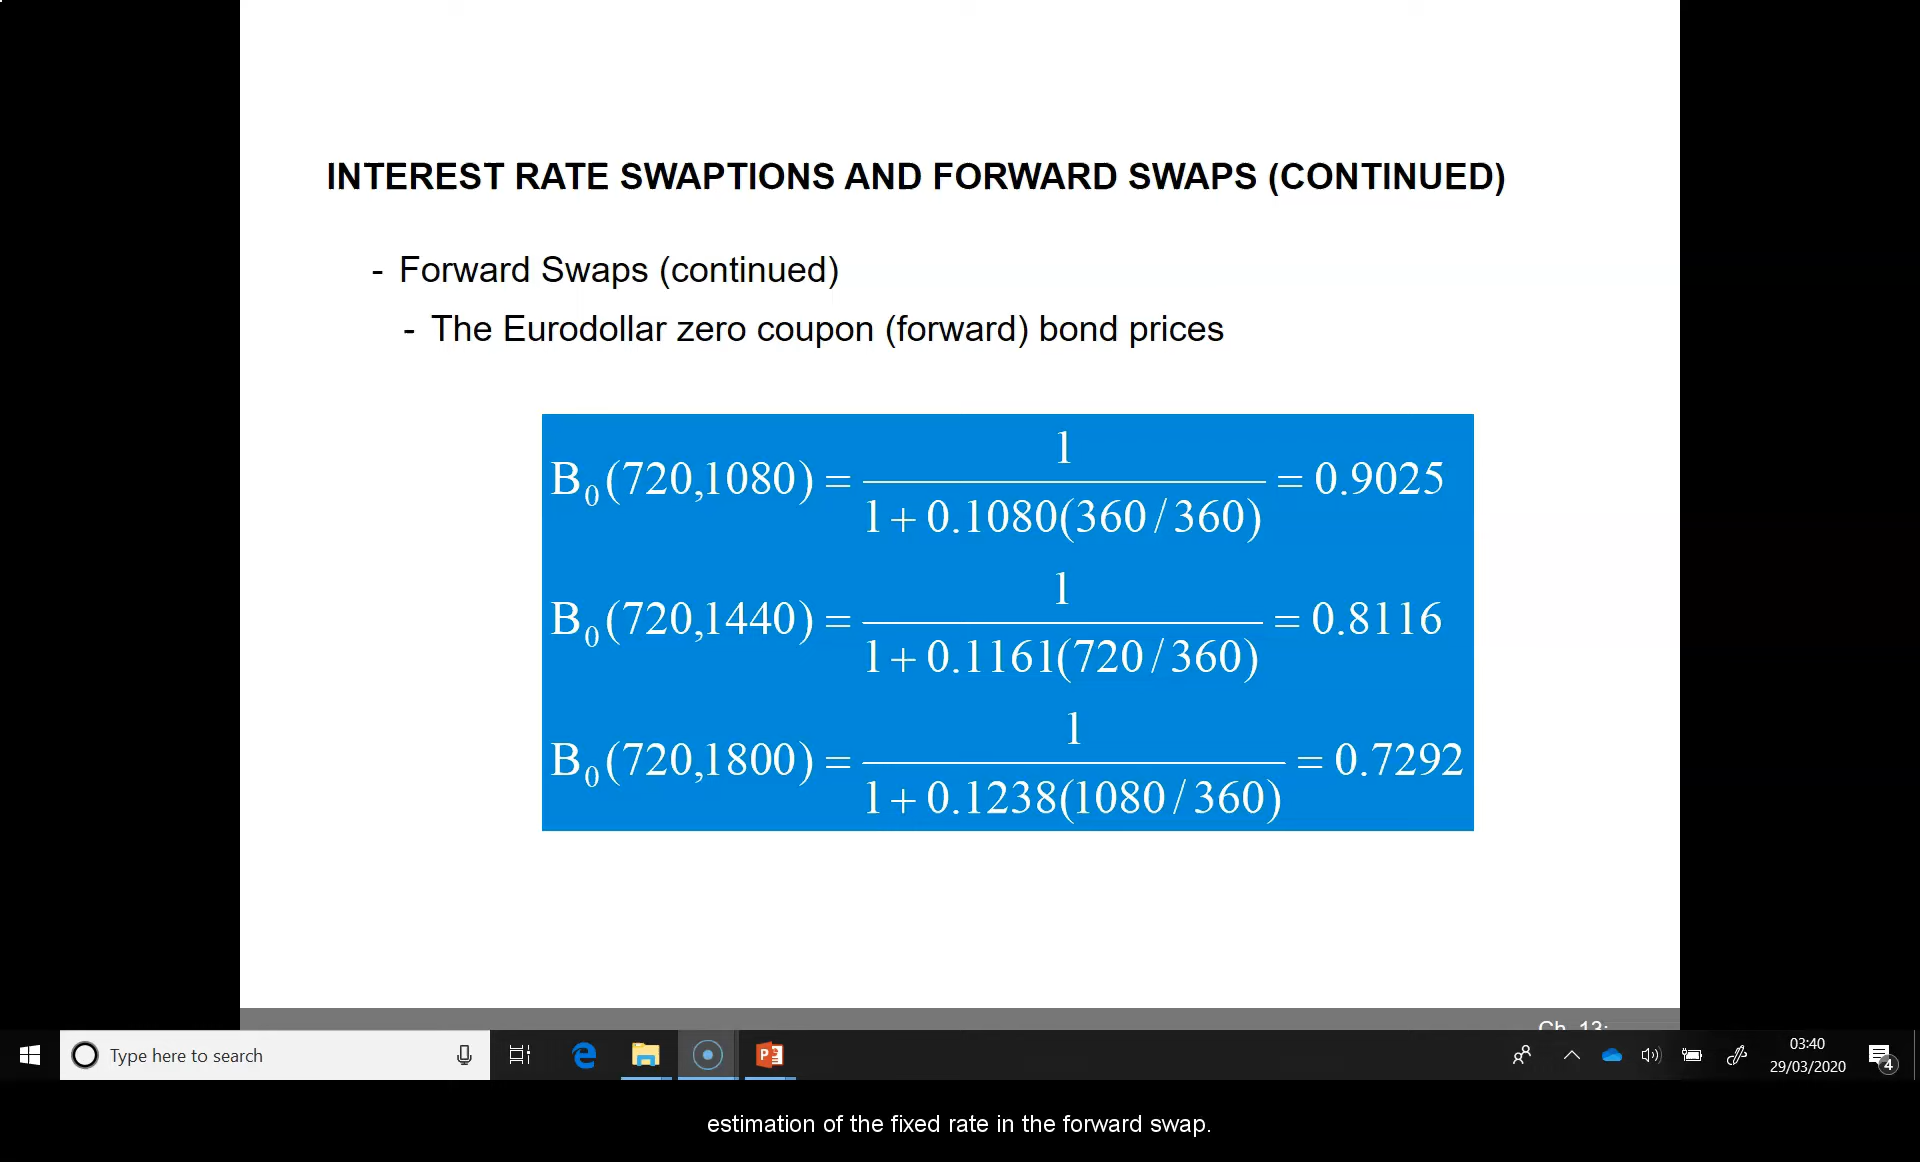 INTEREST RATE SWAPTIONS AND FORWARD SWAPS (CONTINUED)
- Forward Swaps (continued)
- The Eurodollar zero coupon (forward) bond prices
B₀(720,1080) = 1 / (1 + 0.1080(360/360)) = 0.9025
B₀(720,1440) = 1 / (1 + 0.1161(720/360)) = 0.8116
B₀(720,1800) = 1 / (1 + 0.1238(1080/360)) = 0.7292
Ch. 13:
Type here to search
03:40
29/03/2020
4
estimation of the fixed rate in the forward swap.